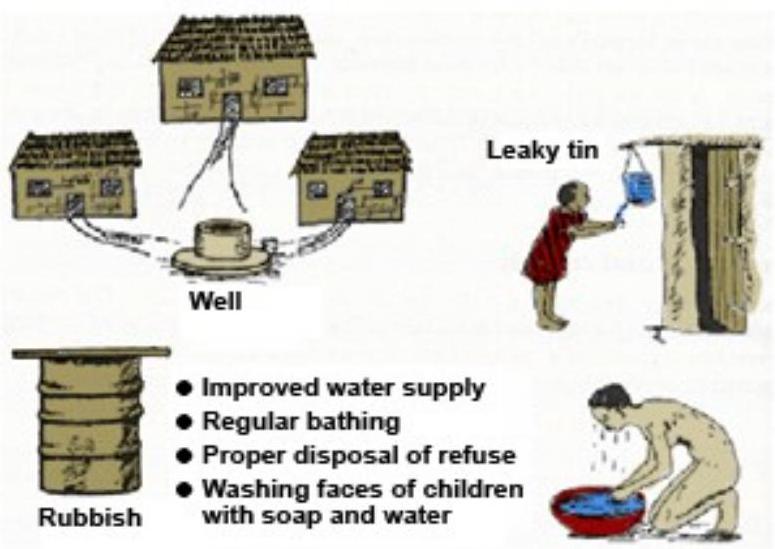 Leaky tin
Well
● Improved water supply
● Regular bathing
● Proper disposal of refuse
● Washing faces of children
with soap and water
Rubbish